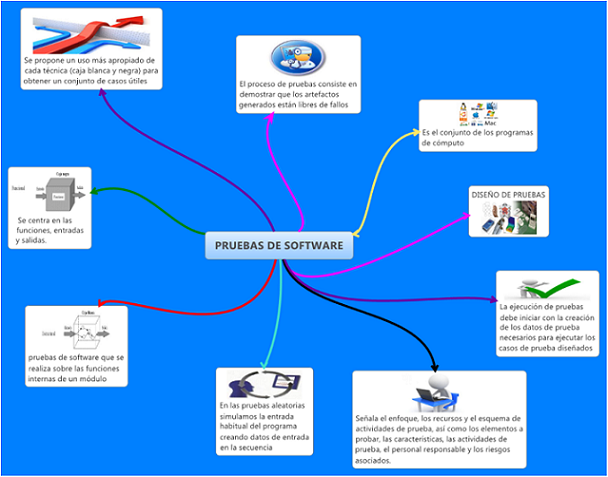 Se propone un uso más apropiado de
cada técnica (caja blanca y negra) para
obtener un conjunto de casos útiles
El proceso de pruebas consiste en
demostrar que los artefactos
generados están libres de fallos
Mac
Es el conjunto de los programas
de cómputo
Se centra en las
funciones, entradas
y salidas.
DISEÑO DE PRUEBAS
PRUEBAS DE SOFTWARE
La ejecución de pruebas
debe iniciar con la creación
de los datos de prueba
necesarios para ejecutar los
casos de prueba diseñados
pruebas de software que se
realiza sobre las funciones
internas de un módulo
En las pruebas aleatorias
simulamos la entrada
habitual del programa
creando datos de entrada
en la secuencia
Señala el enfoque, los recursos y el esquema de
actividades de prueba, así como los elementos a
probar, las características, las actividades de
prueba, el personal responsable y los riesgos
asociados.